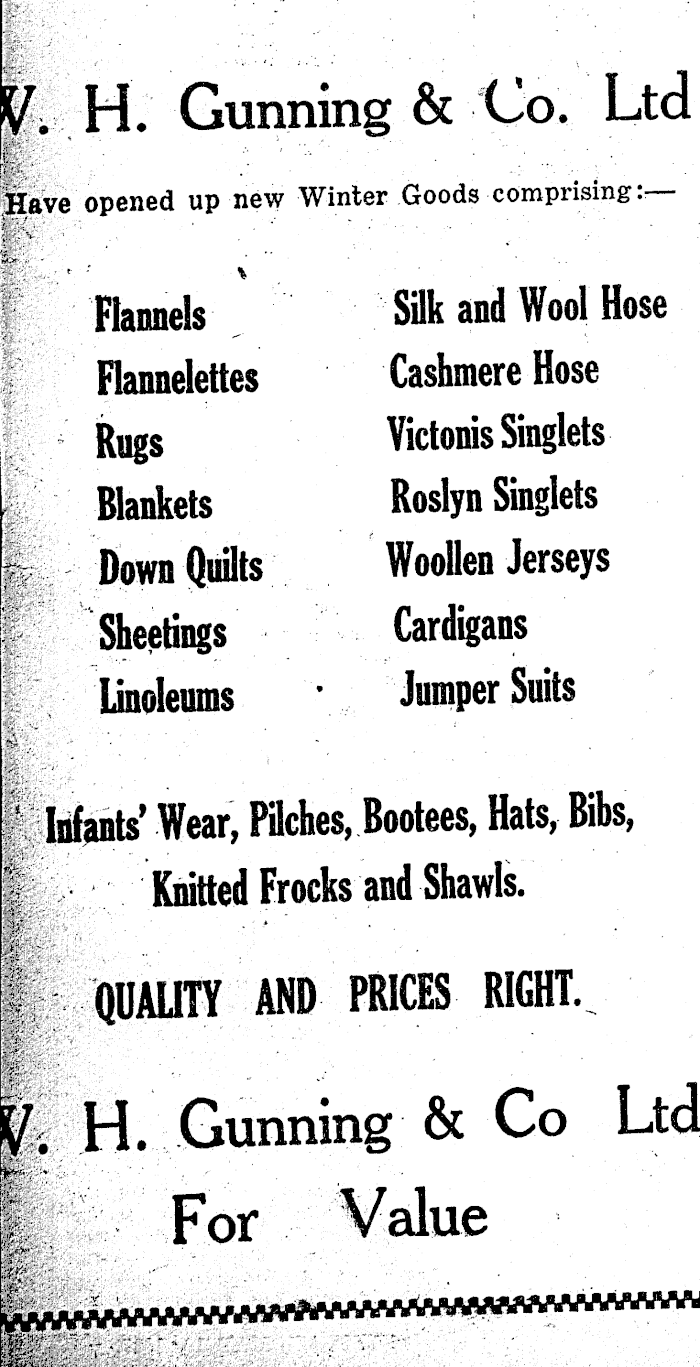 W. H. Gunning & Co. Ltd
Have opened up new Winter Goods comprising:—
Flannels
Flannelettes
Rugs
Blankets
Down Quilts
Sheetings
Linoleums
Silk and Wool Hose
Cashmere Hose
Victonis Singlets
Roslyn Singlets
Woollen Jerseys
Cardigans
Jumper Suits
Infants' Wear, Pilches, Bootees, Hats, Bibs,
Knitted Frocks and Shawls.
QUALITY AND PRICES RIGHT.
W. H. Gunning & Co Ltd
For Value